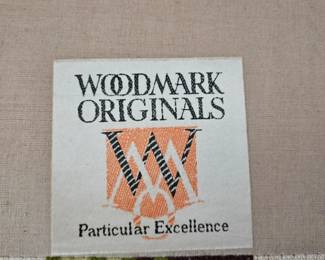 WOODMARK
ORIGINALS
W
Particular Excellence